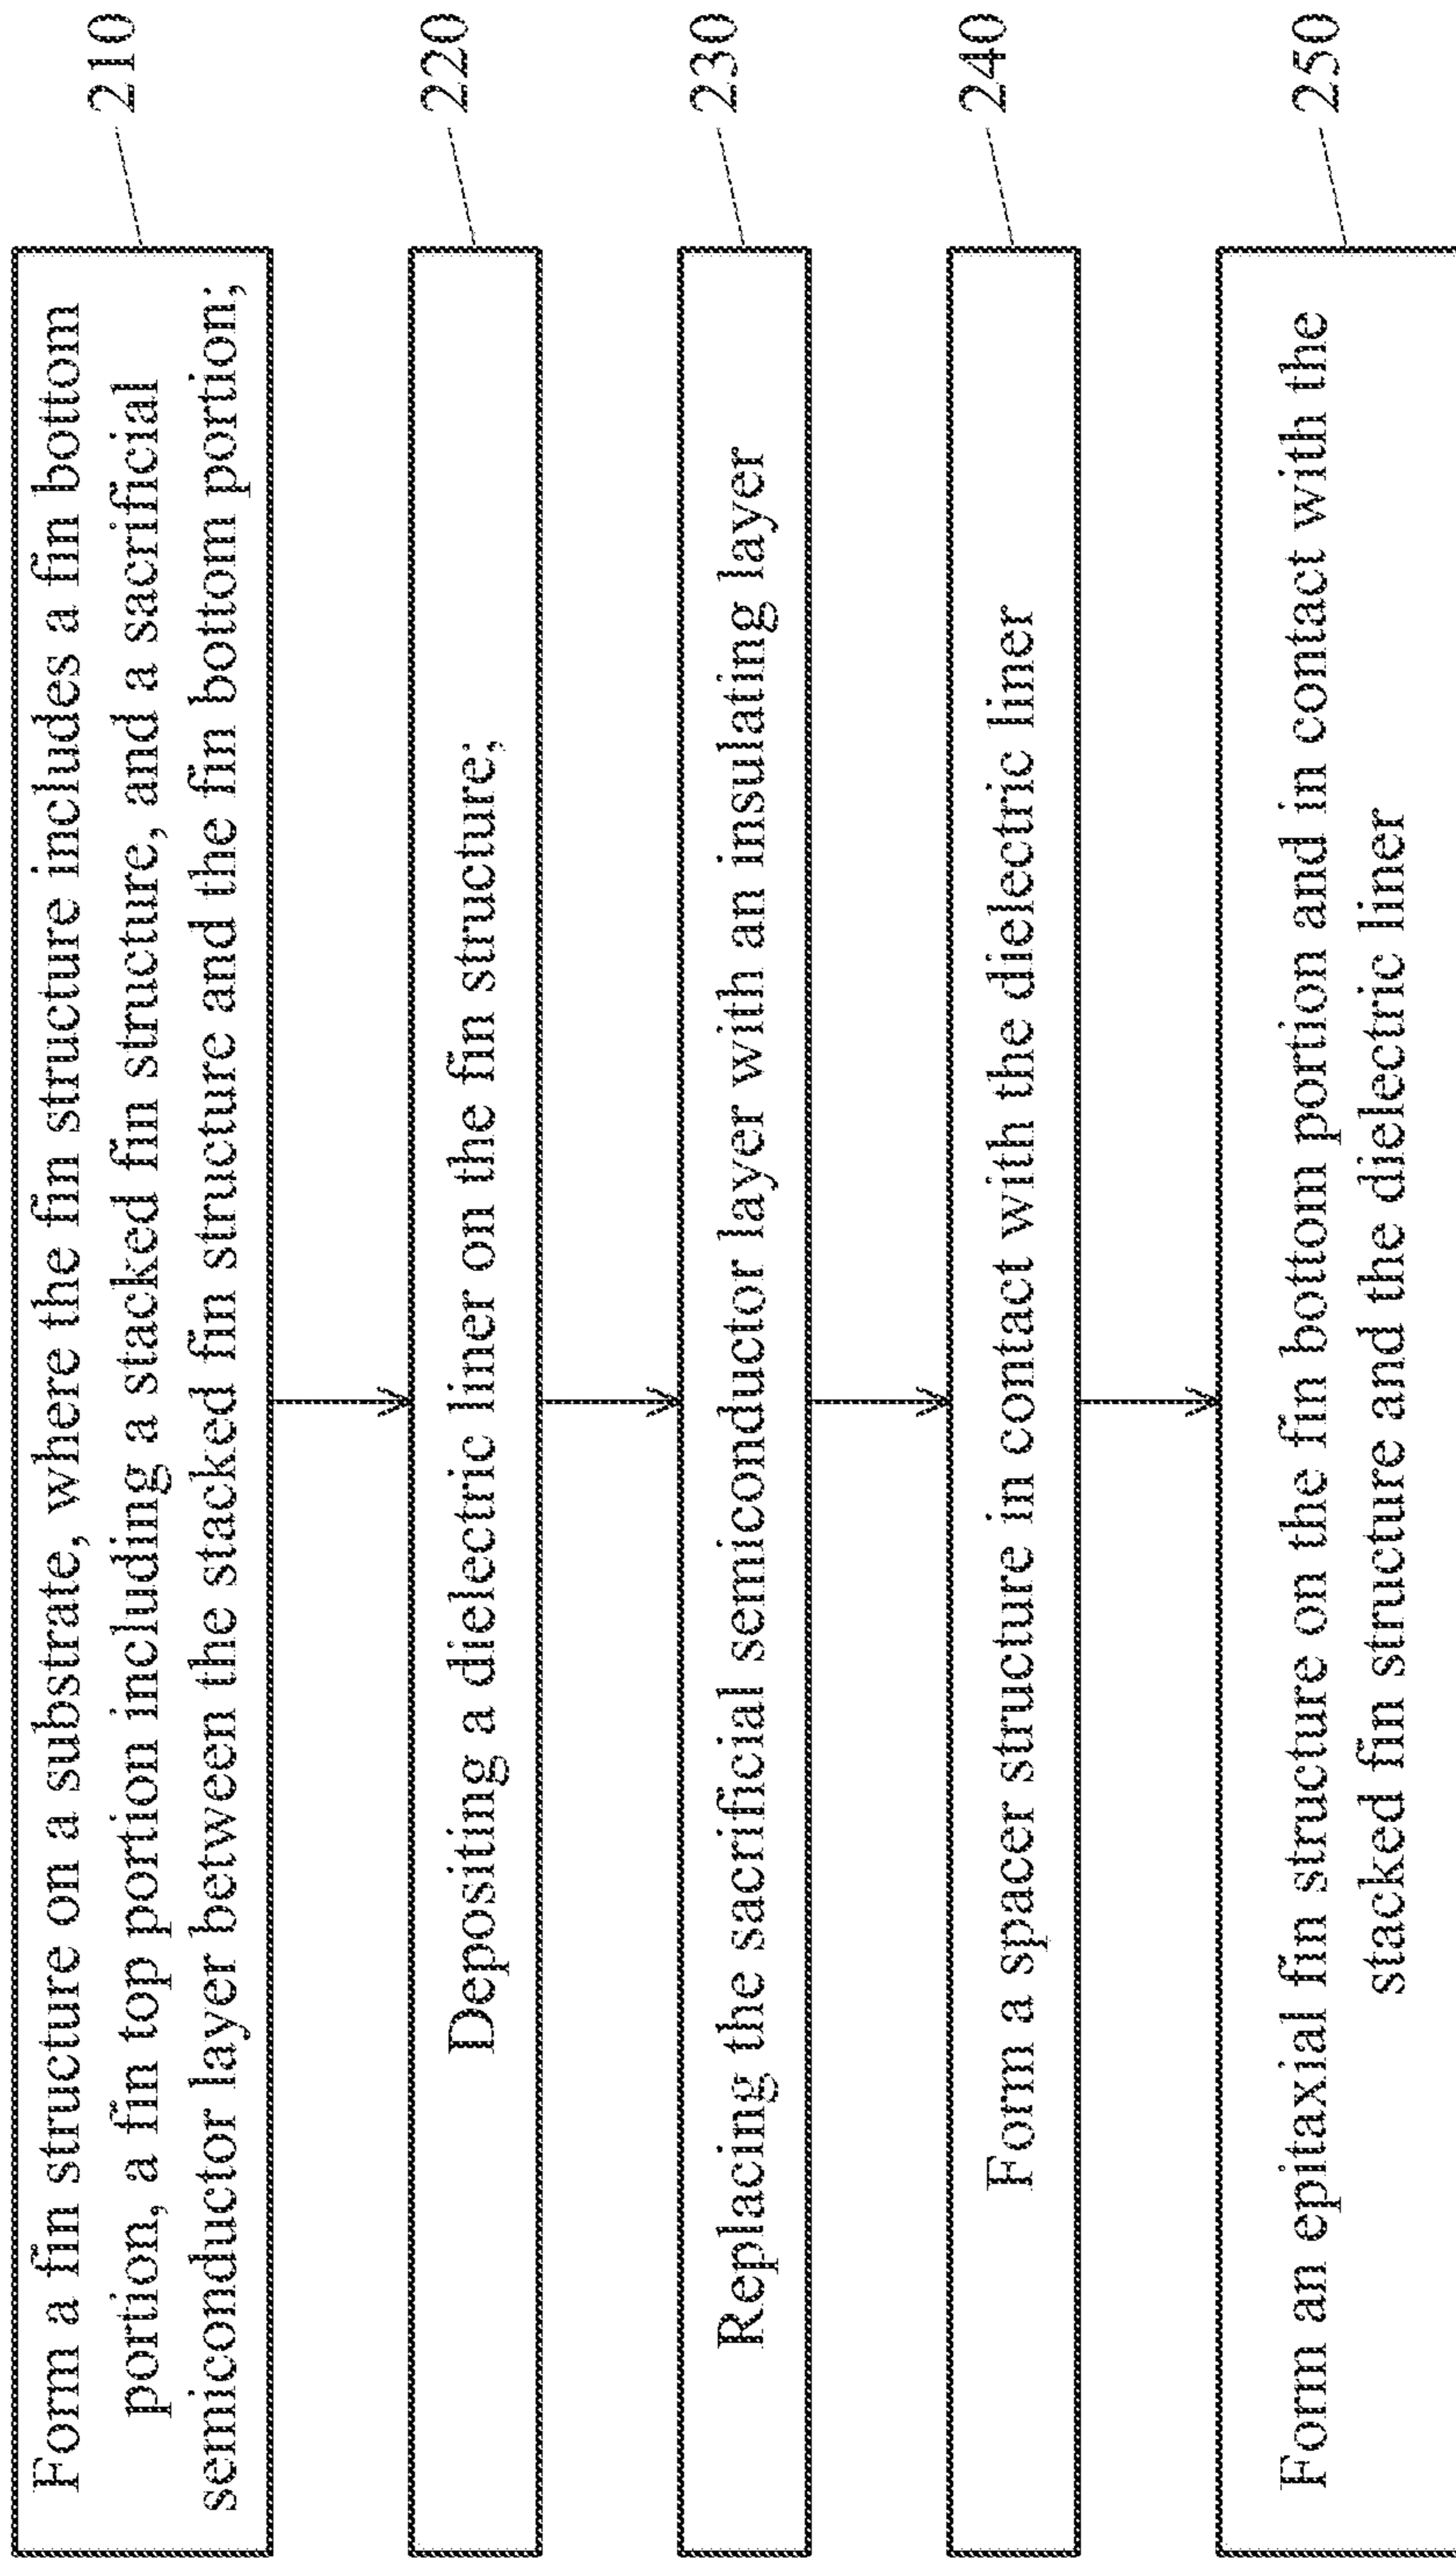 Form a fin structure on a substrate, where the fin structure includes a fin bottom
portion, a fin top portion including a stacked fin structure, and a sacrificial
semiconductor layer between the stacked fin structure and the fin bottom portion;
210
Depositing a dielectric liner on the fin structure;
220
Replacing the sacrificial semiconductor layer with an insulating layer
230
Form a spacer structure in contact with the dielectric liner
240
Form an epitaxial fin structure on the fin bottom portion and in contact with the
stacked fin structure and the dielectric liner
250